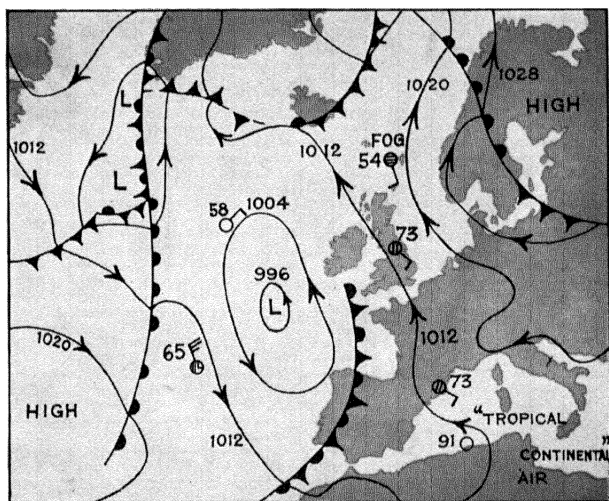 1028
1020
HIGH
1012
L
1012
FOG
54
L
58
1004
73
996
L
1020
65
1012
HIGH
73
1012
"TROPICAL
91
CONTINENTAL"
AIR